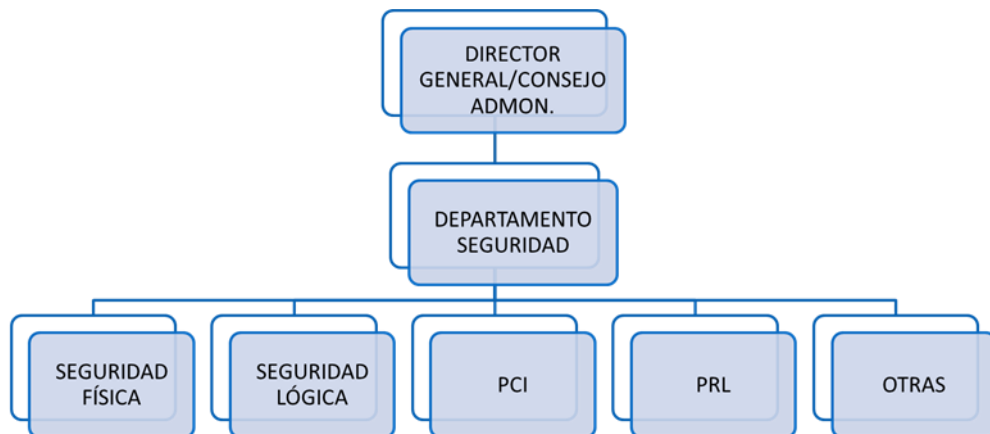 DIRECTOR
GENERAL/CONSEJO
ADMON.
DEPARTAMENTO
SEGURIDAD
SEGURIDAD
FÍSICA
SEGURIDAD
LÓGICA
PCI
PRL
OTRAS